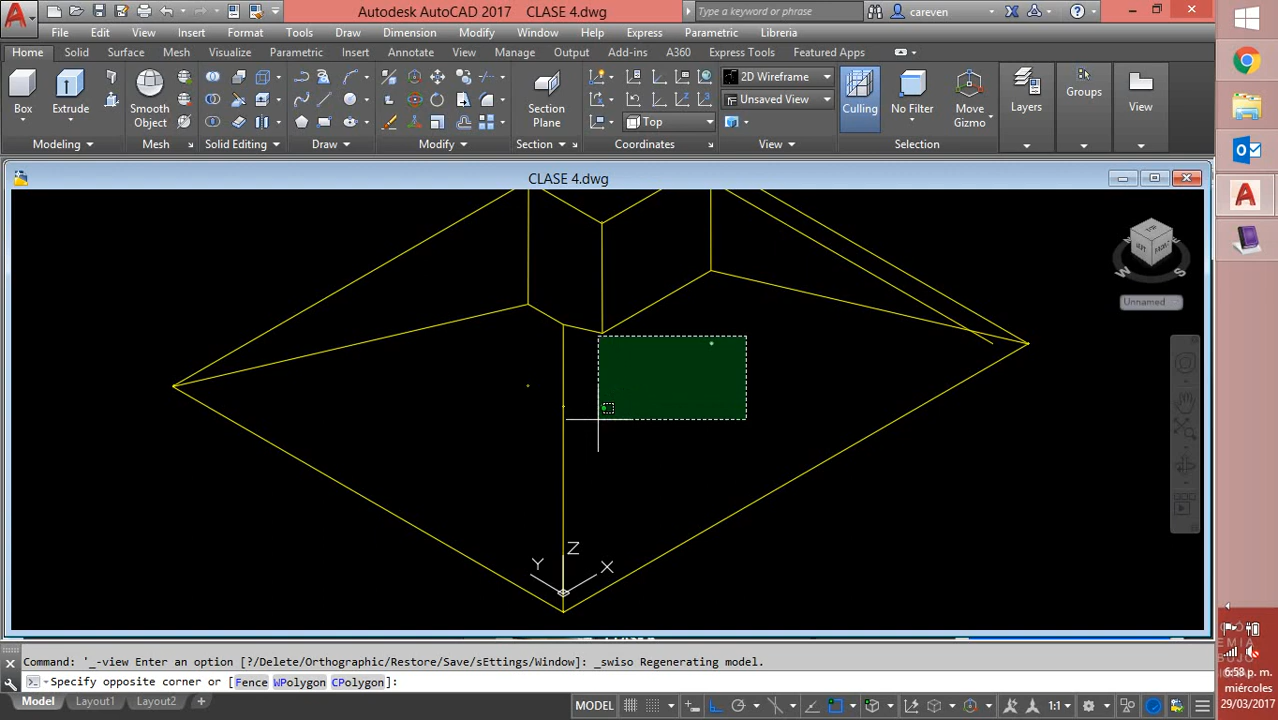 Autodesk AutoCAD 2017 CLASE 4.dwg
Type a keyword or phrase
careven
File Edit View Insert Format Tools Draw Dimension Modify Window Help Express Parametric Libreria
Home Solid Surface Mesh Visualize Parametric Insert Annotate View Manage Output Add-ins A360 Express Tools Featured Apps
Box
Extrude
Smooth Object
Section Plane
2D Wireframe
Unsaved View
Top
Culling
No Filter
Move Gizmo
Layers
Groups
View
Modeling Mesh Solid Editing Draw Modify Section Coordinates View Selection
CLASE 4.dwg
W
S
Unnamed
Z
Y
X
Command: '_-view Enter an option [?/Delete/Orthographic/Restore/Save/sEttings/Window]: _swiso Regenerating model.
Specify opposite corner or [Fence WPolygon CPolygon]:
Model Layout1 Layout2 +
MODEL
1:1
6:58 p. m.
miércoles
29/03/2017